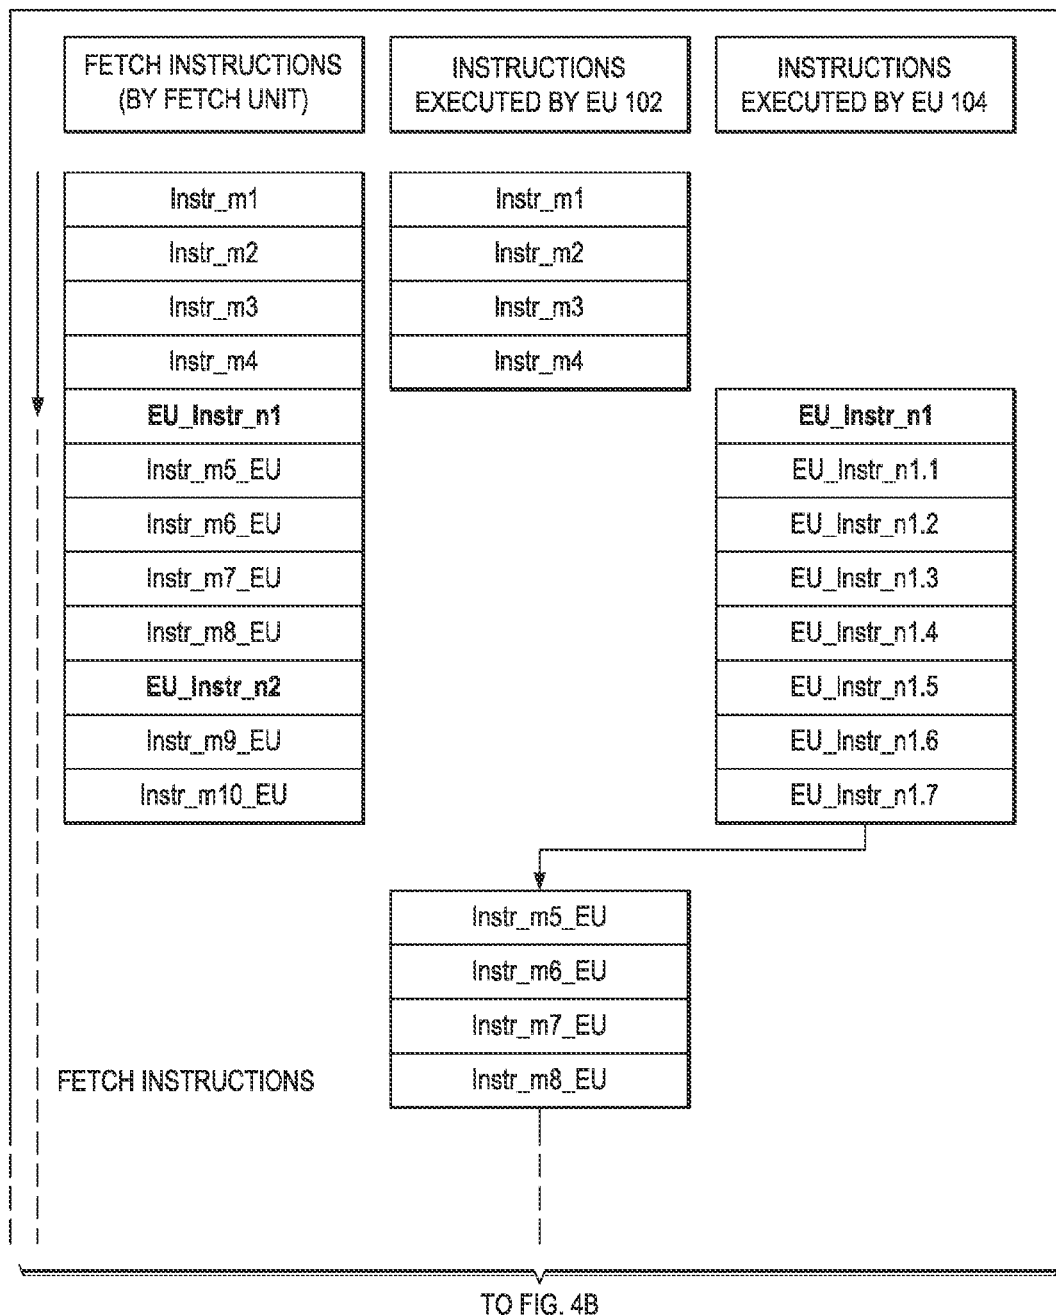 FETCH INSTRUCTIONS
(BY FETCH UNIT)
INSTRUCTIONS
EXECUTED BY EU 102
INSTRUCTIONS
EXECUTED BY EU 104
Instr_m1
Instr_m2
Instr_m3
Instr_m4
EU_Instr_n1
Instr_m5_EU
Instr_m6_EU
Instr_m7_EU
Instr_m8_EU
EU_Instr_n2
Instr_m9_EU
Instr_m10_EU
Instr_m1
Instr_m2
Instr_m3
Instr_m4
EU_Instr_n1
EU_Instr_n1.1
EU_Instr_n1.2
EU_Instr_n1.3
EU_Instr_n1.4
EU_Instr_n1.5
EU_Instr_n1.6
EU_Instr_n1.7
Instr_m5_EU
Instr_m6_EU
Instr_m7_EU
Instr_m8_EU
FETCH INSTRUCTIONS
TO FIG. 4B